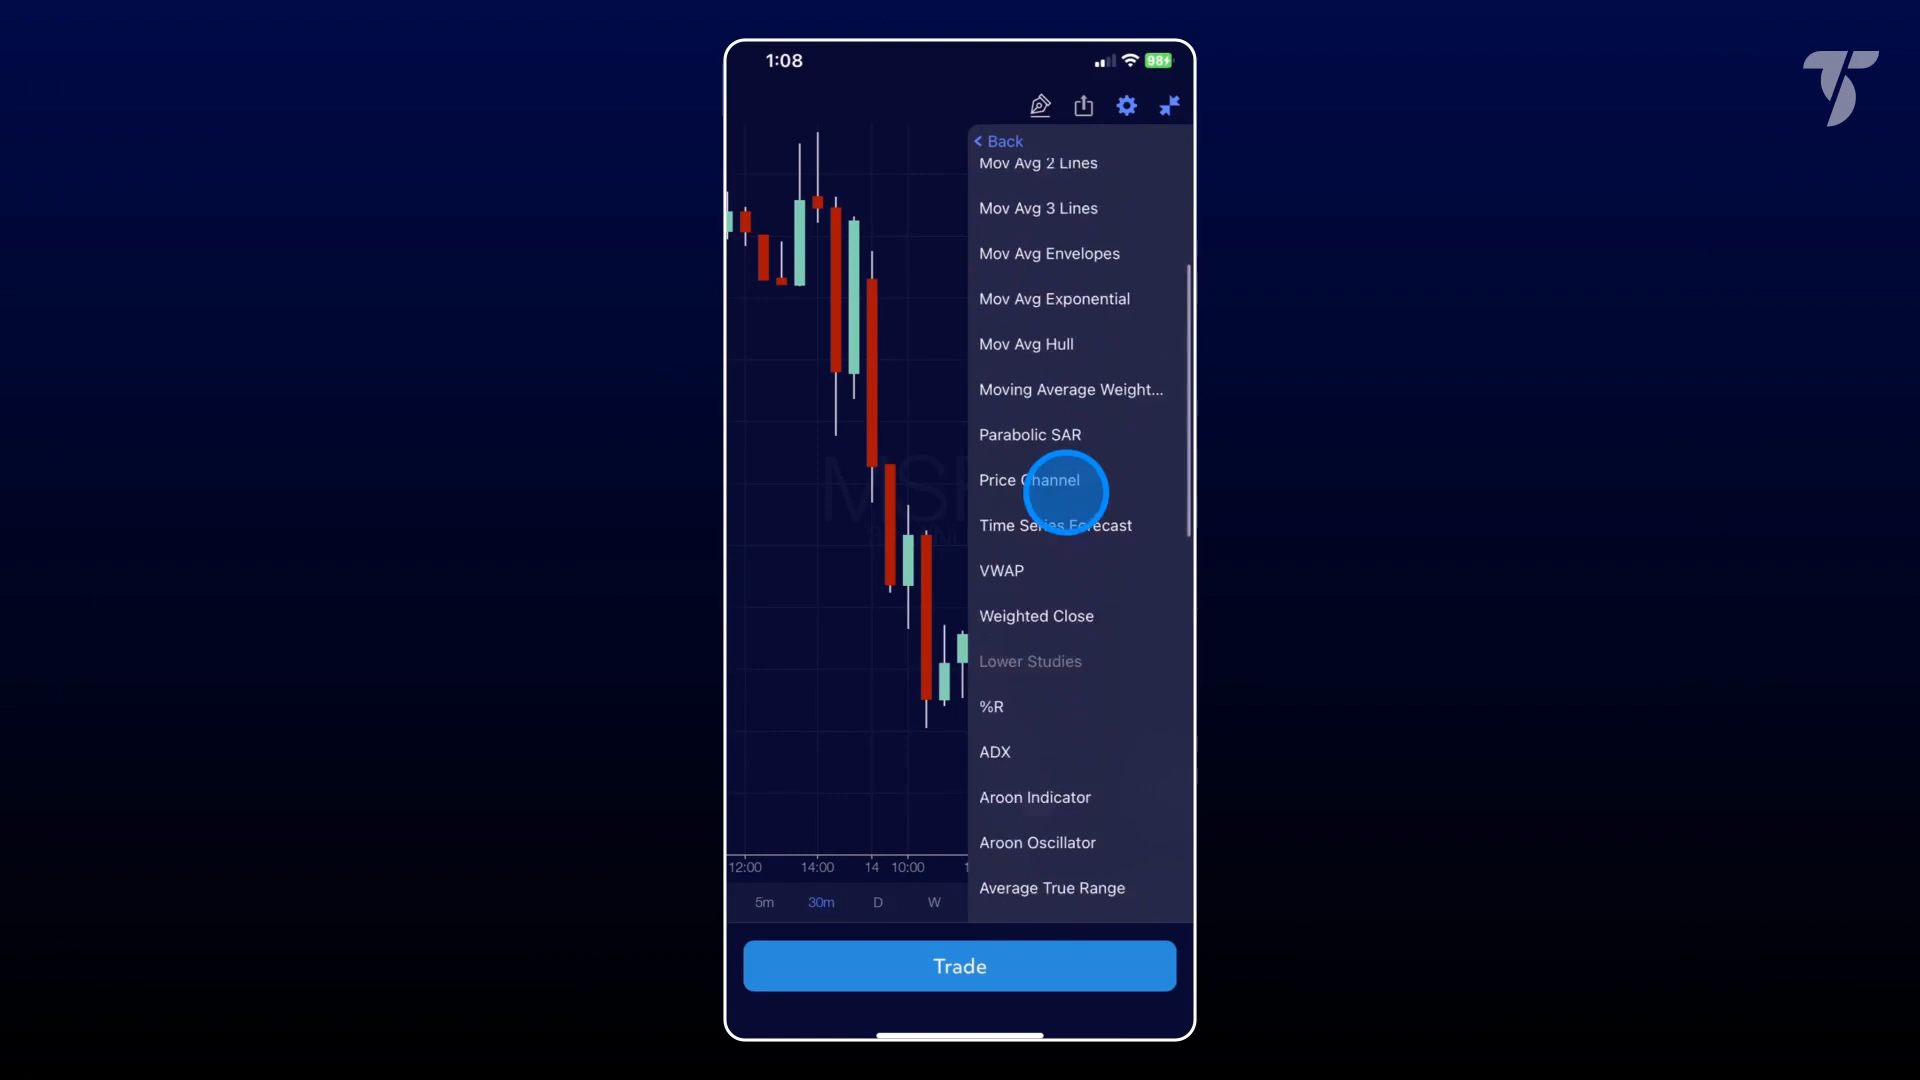 1:08
98
< Back
Mov Avg 2 Lines
Mov Avg 3 Lines
Mov Avg Envelopes
Mov Avg Exponential
Mov Avg Hull
Moving Average Weight...
Parabolic SAR
Price Channel
Time Series Forecast
VWAP
Weighted Close
Lower Studies
%R
ADX
Aroon Indicator
Aroon Oscillator
Average True Range
12:00 14:00 14 10:00
5m 30m D W
Trade